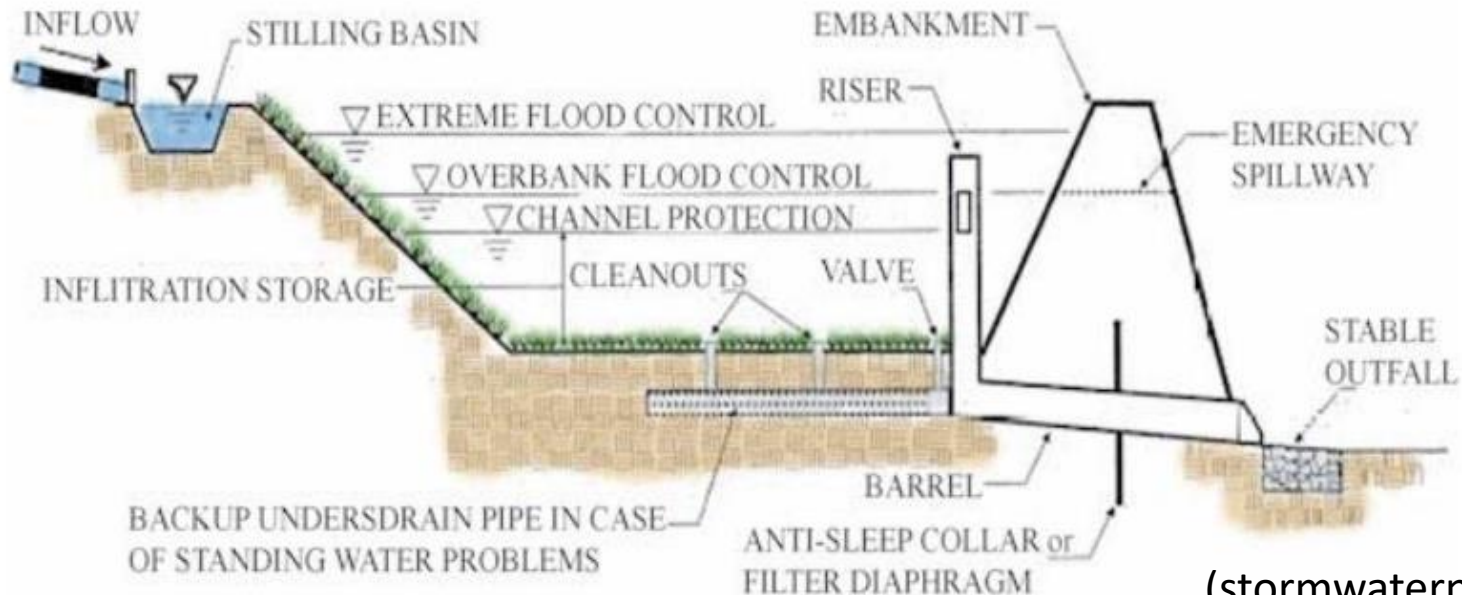 INFLOW
STILLING BASIN
EMBANKMENT
RISER
EXTREME FLOOD CONTROL
EMERGENCY
SPILLWAY
OVERBANK FLOOD CONTROL
CHANNEL PROTECTION
INFLITRATION STORAGE
CLEANOUTS
VALVE
STABLE
OUTFALL
BARREL
BACKUP UNDERSDRAIN PIPE IN CASE
OF STANDING WATER PROBLEMS
ANTI-SLEEP COLLAR or
FILTER DIAPHRAGM